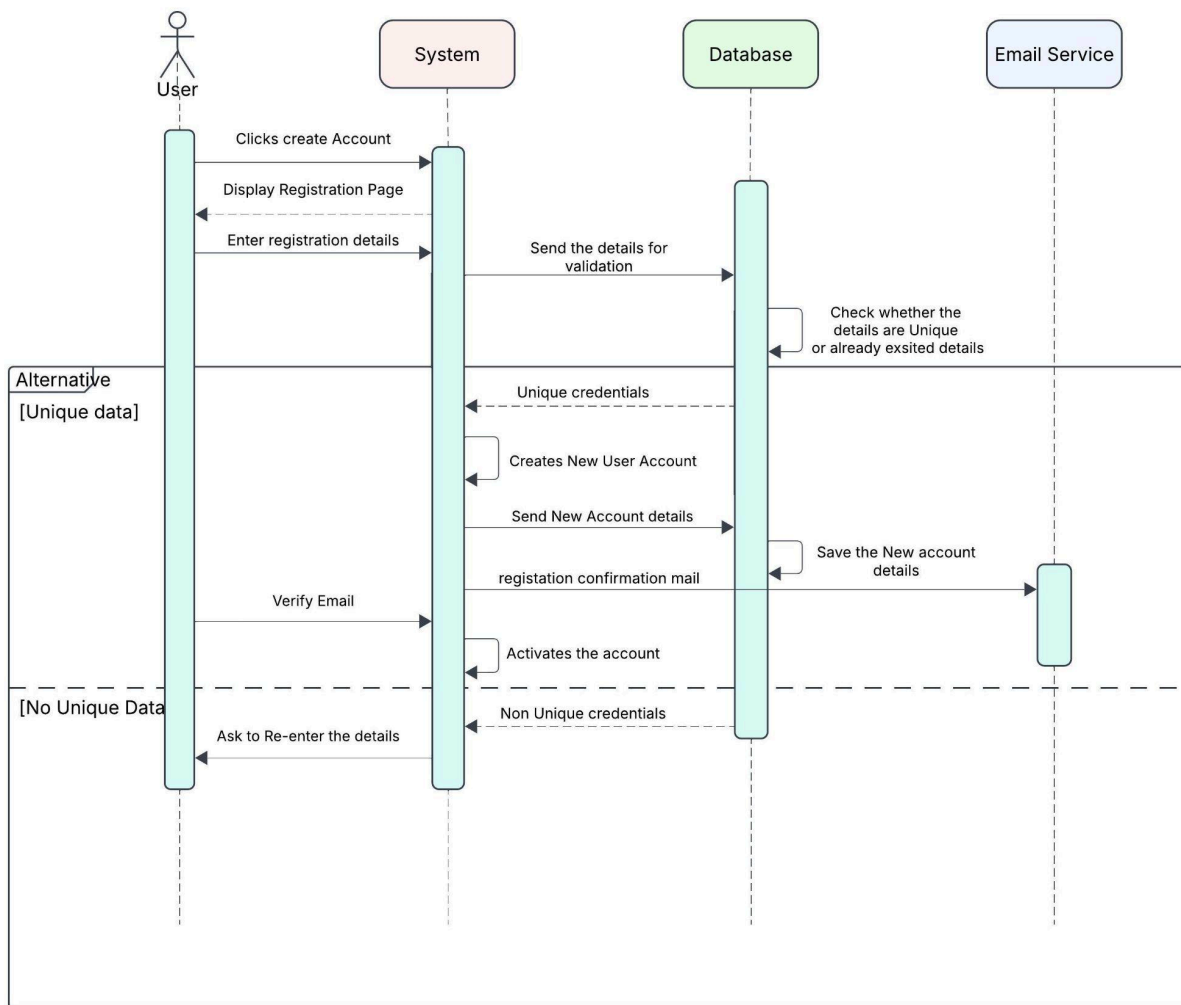 User
System
Database
Email Service
Clicks create Account
Display Registration Page
Enter registration details
Send the details for
validation
Check whether the
details are Unique
or already exsited details
Alternative
[Unique data]
Unique credentials
Creates New User Account
Send New Account details
Save the New account
details
registation confirmation mail
Verify Email
Activates the account
[No Unique Data
Non Unique credentials
Ask to Re-enter the details